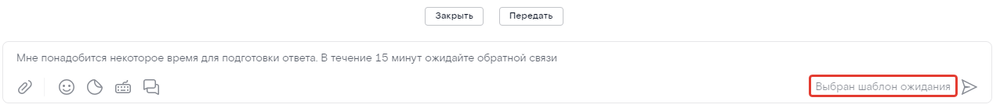 Закрыть Передать
Мне понадобится некоторое время для подготовки ответа. В течение 15 минут ожидайте обратной связи
Выбран шаблон ожидания